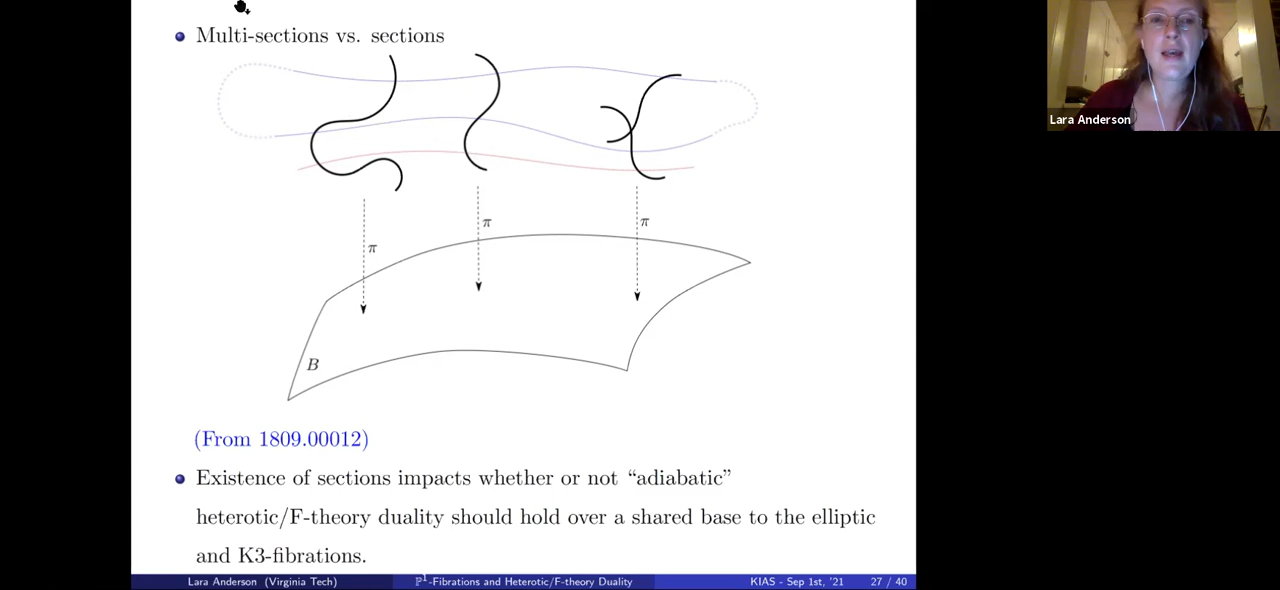 Multi-sections vs. sections
π
π
π
B
(From 1809.00012)
Existence of sections impacts whether or not “adiabatic”
heterotic/F-theory duality should hold over a shared base to the elliptic
and K3-fibrations.
Lara Anderson (Virginia Tech)
ℙ¹-Fibrations and Heterotic/F-theory Duality
KIAS - Sep 1st, '21
27 / 40
Lara Anderson